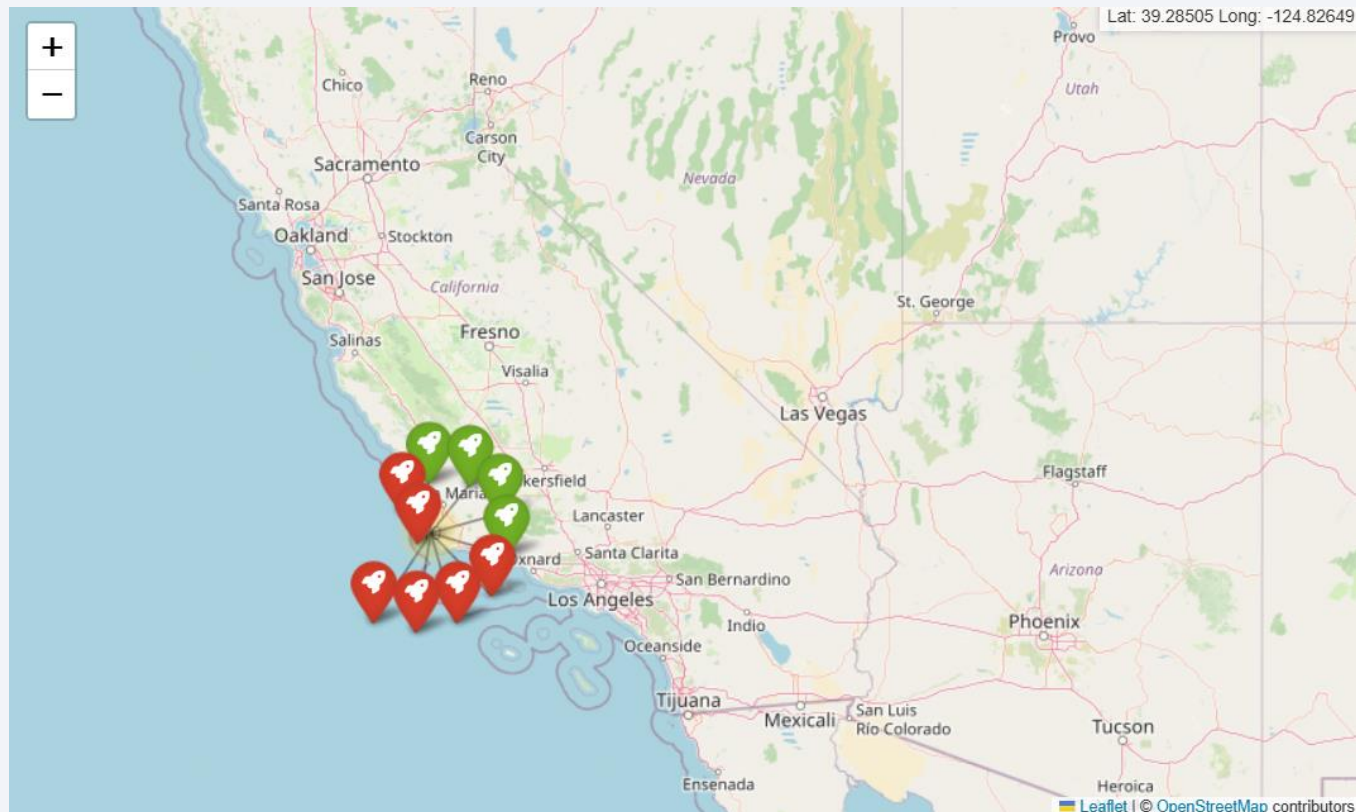 Lat: 39.28505 Long: -124.82649
+
−
Provo
Chico
Reno
Utah
Carson
City
Sacramento
Nevada
Santa Rosa
Oakland
Stockton
San Jose
California
St. George
Fresno
Salinas
Visalia
Las Vegas
Flagstaff
kersfield
Maria
Lancaster
xnard
Santa Clarita
San Bernardino
Arizona
Los Angeles
Indio
Phoenix
Oceanside
Tijuana
Mexicali
San Luis
Río Colorado
Tucson
Ensenada
Heroica
Leaflet | © OpenStreetMap contributors